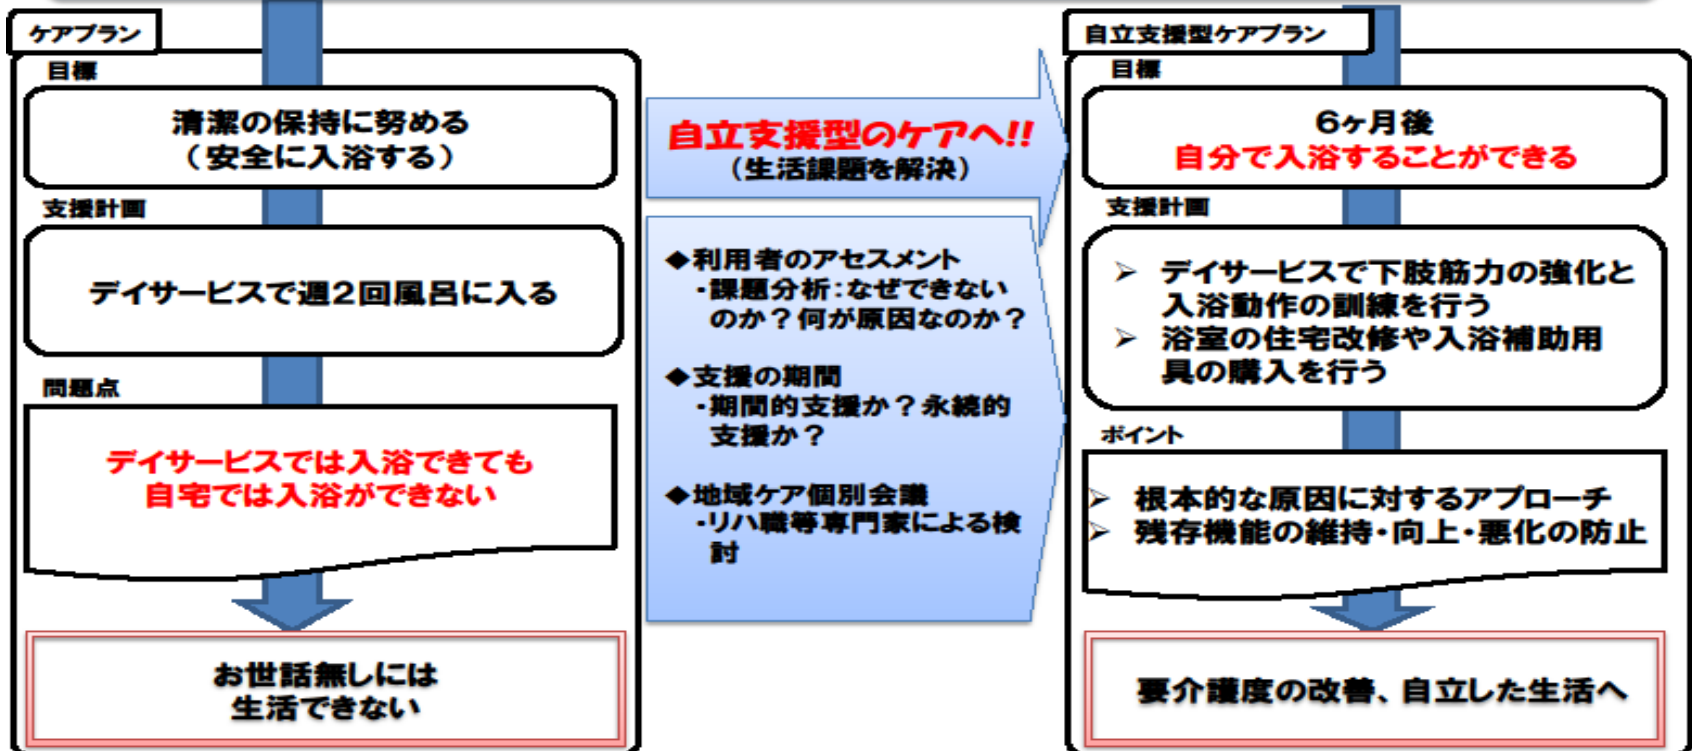 ケアプラン
目標
清潔の保持に努める
(安全に入浴する)
支援計画
デイサービスで週2回風呂に入る
問題点
デイサービスでは入浴できても
自宅では入浴ができない
お世話無しには
生活できない
自立支援型のケアへ!!
(生活課題を解決)
◆利用者のアセスメント
・課題分析:なぜできない
のか?何が原因なのか?
◆支援の期間
・期間的支援か?永続的
支援か?
◆地域ケア個別会議
・リハ職等専門家による検
討
自立支援型ケアプラン
目標
6ヶ月後
自分で入浴することができる
支援計画
➢ デイサービスで下肢筋力の強化と
入浴動作の訓練を行う
➢ 浴室の住宅改修や入浴補助用
具の購入を行う
ポイント
➢ 根本的な原因に対するアプローチ
➢ 残存機能の維持・向上・悪化の防止
要介護度の改善、自立した生活へ